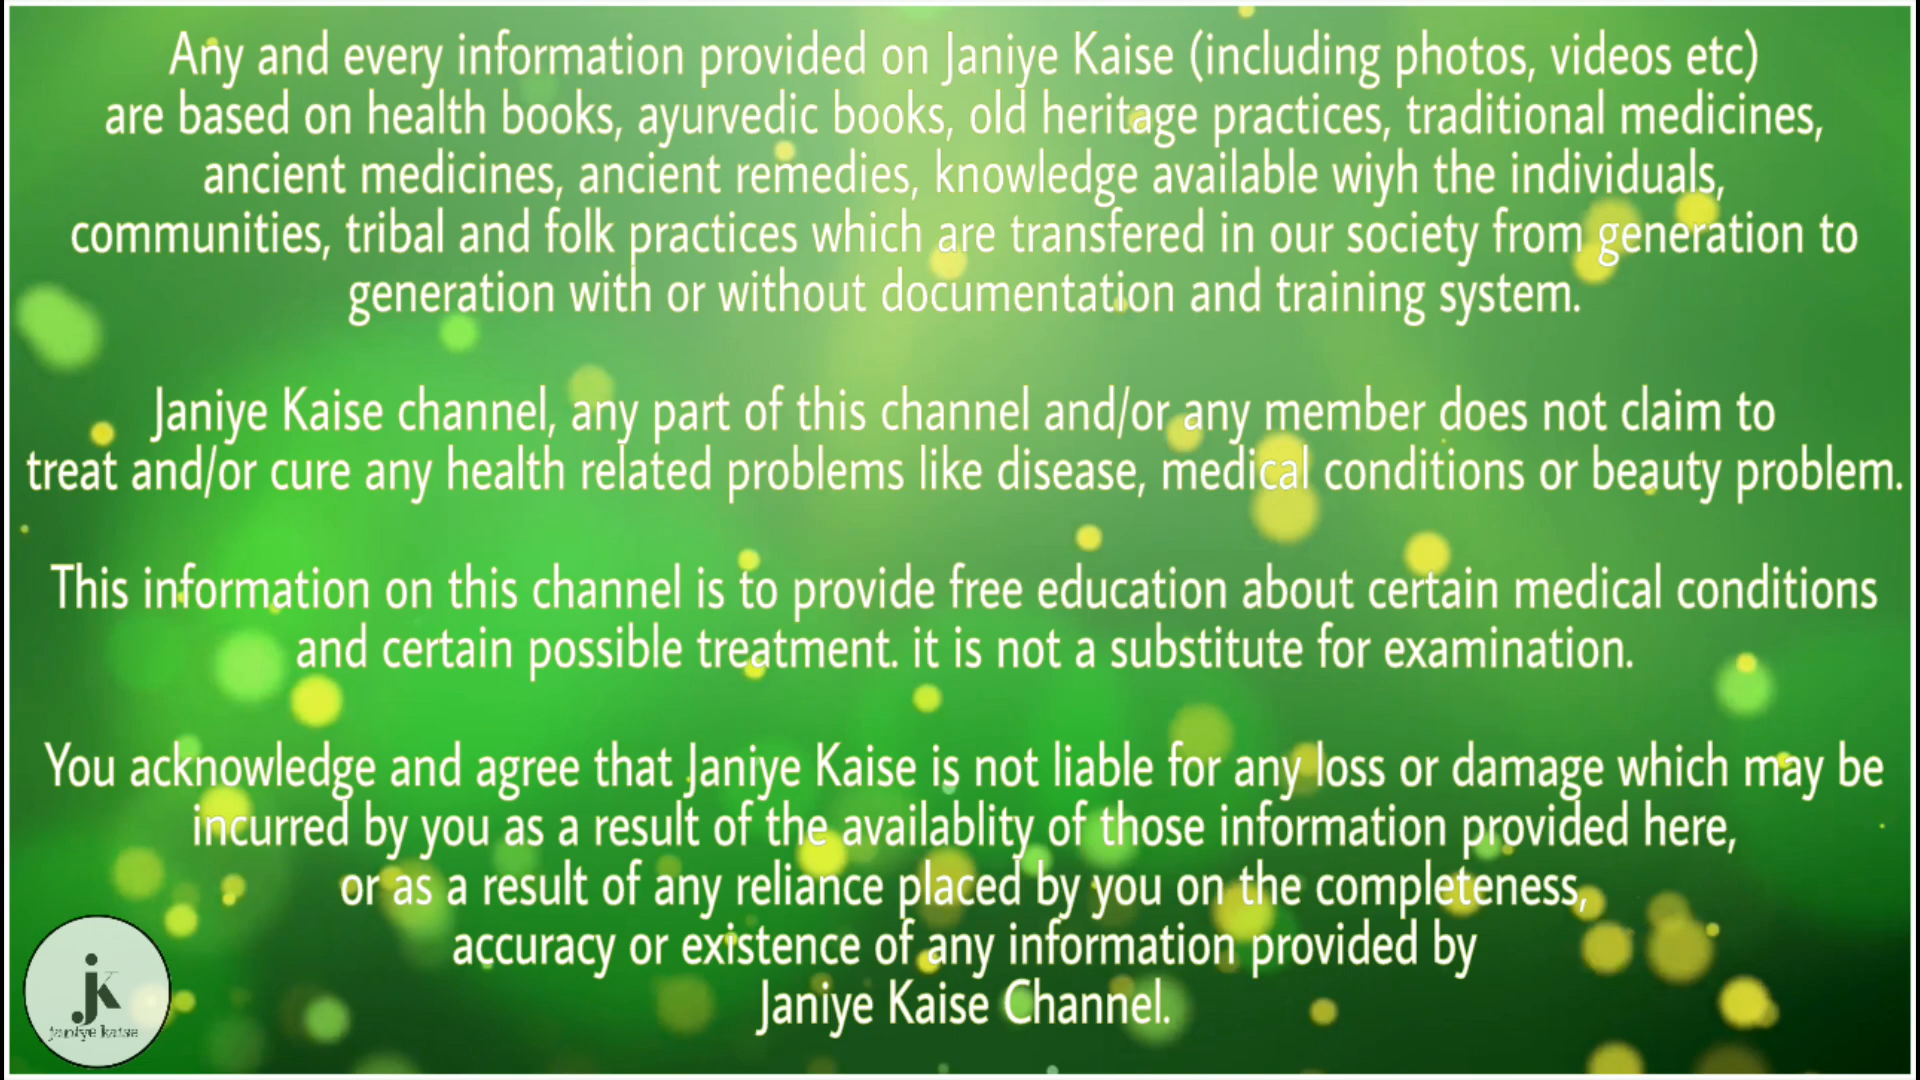 Any and every information provided on Janiye Kaise (including photos, videos etc)
are based on health books, ayurvedic books, old heritage practices, traditional medicines,
ancient medicines, ancient remedies, knowledge available wiyh the individuals,
communities, tribal and folk practices which are transfered in our society from generation to
generation with or without documentation and training system.
Janiye Kaise channel, any part of this channel and/or any member does not claim to
treat and/or cure any health related problems like disease, medical conditions or beauty problem.
This information on this channel is to provide free education about certain medical conditions
and certain possible treatment. it is not a substitute for examination.
You acknowledge and agree that Janiye Kaise is not liable for any loss or damage which may be
incurred by you as a result of the availablity of those information provided here,
or as a result of any reliance placed by you on the completeness,
accuracy or existence of any information provided by
Janiye Kaise Channel.
jk
janiye kaise